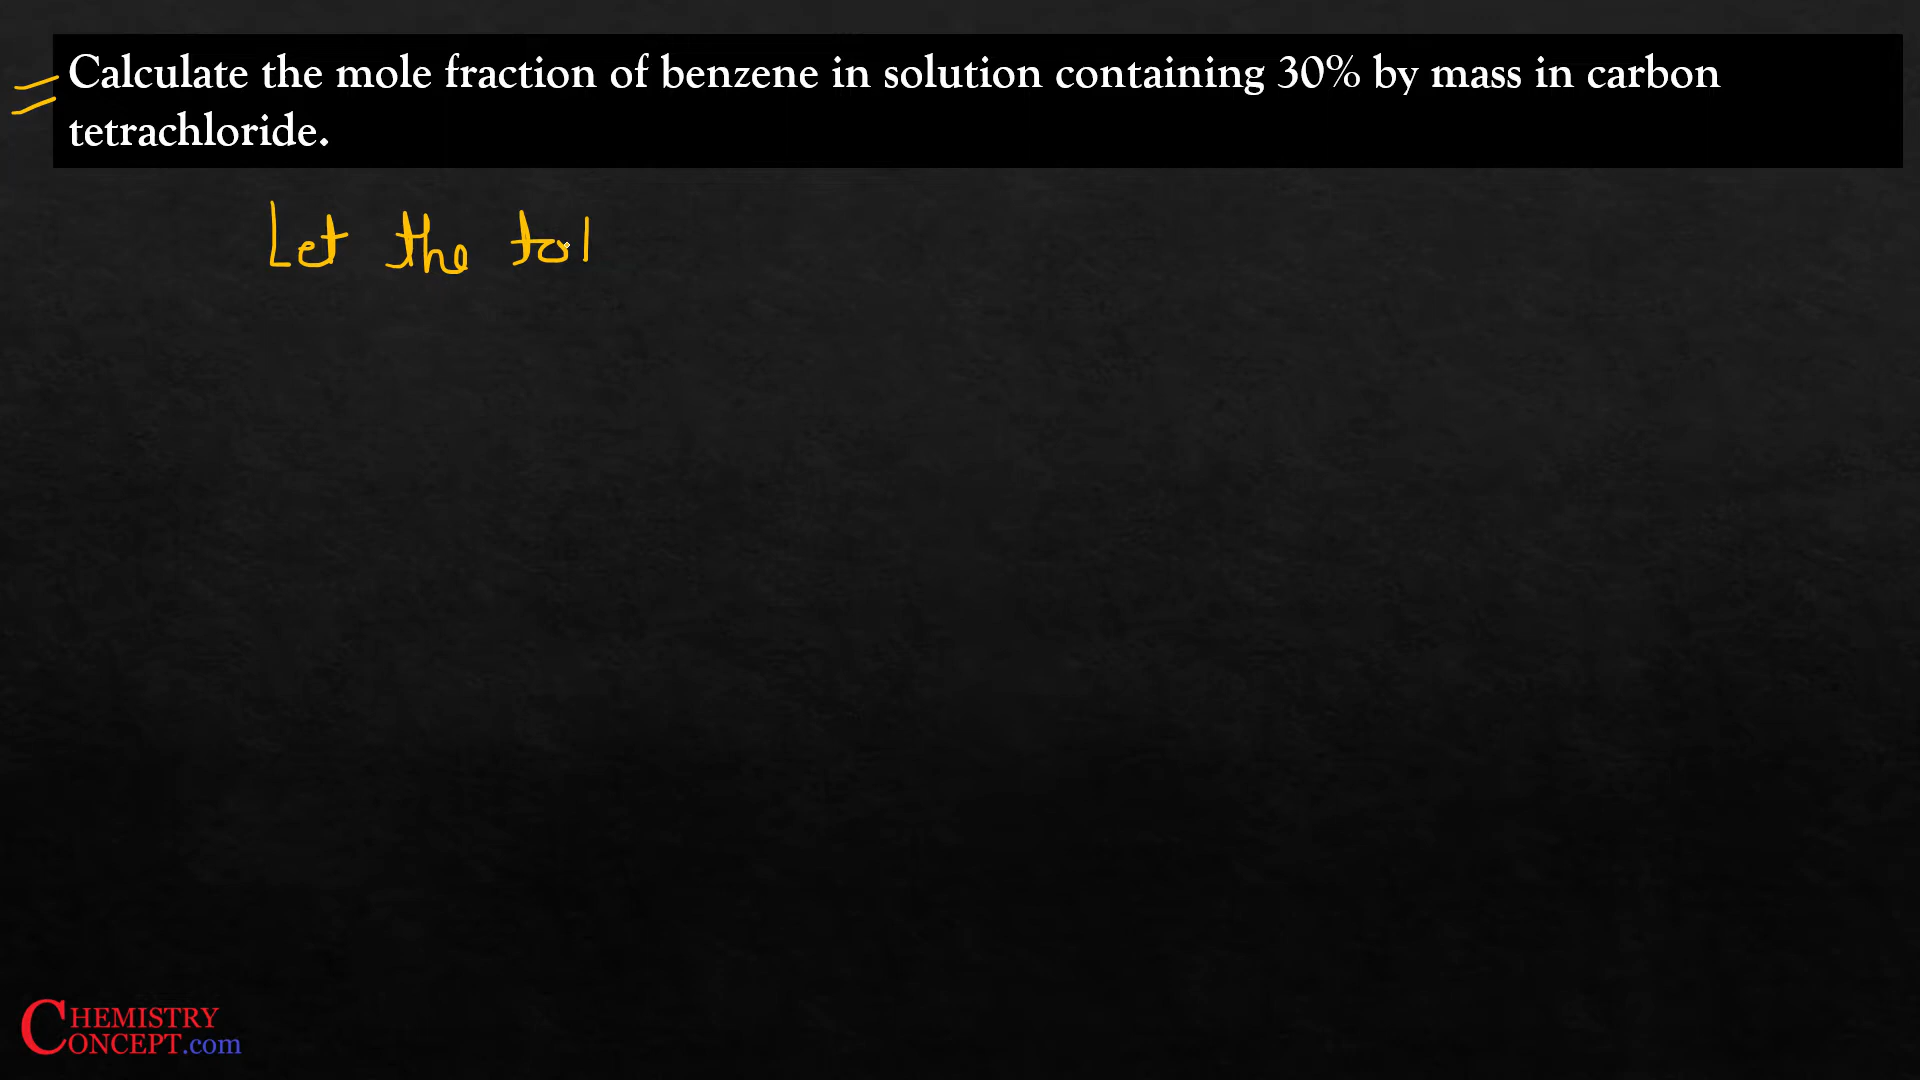 Calculate the mole fraction of benzene in solution containing 30% by mass in carbon
tetrachloride.
Let the tol
CHEMISTRY
CONCEPT.com